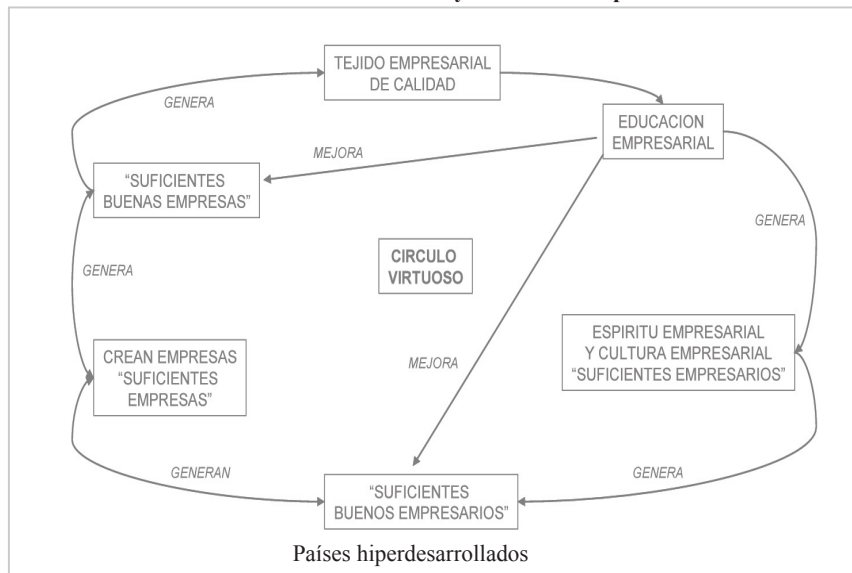 TEJIDO EMPRESARIAL
DE CALIDAD
GENERA
EDUCACION
EMPRESARIAL
MEJORA
“SUFICIENTES
BUENAS EMPRESAS”
GENERA
CIRCULO
VIRTUOSO
GENERA
ESPIRITU EMPRESARIAL
Y CULTURA EMPRESARIAL
“SUFICIENTES EMPRESARIOS”
CREAN EMPRESAS
“SUFICIENTES
EMPRESAS”
MEJORA
GENERAN
GENERA
“SUFICIENTES
BUENOS EMPRESARIOS”
Países hiperdesarrollados